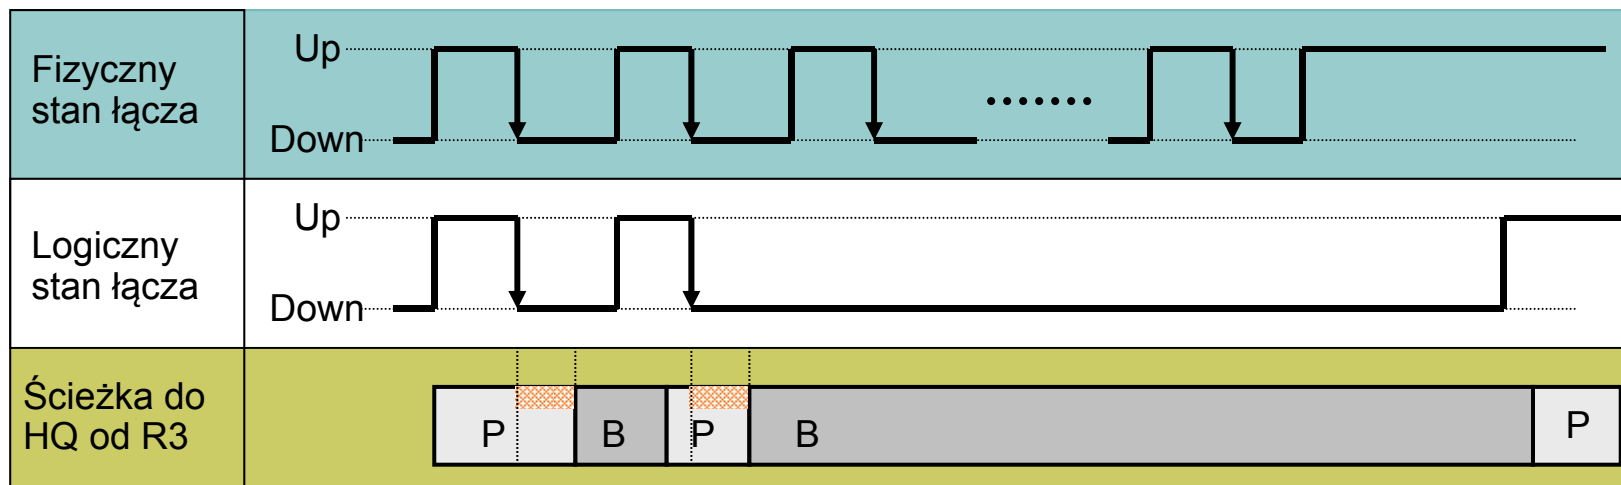 Fizyczny
stan łącza
Up
Down
Logiczny
stan łącza
Up
Down
Ścieżka do
HQ od R3
P B P B P